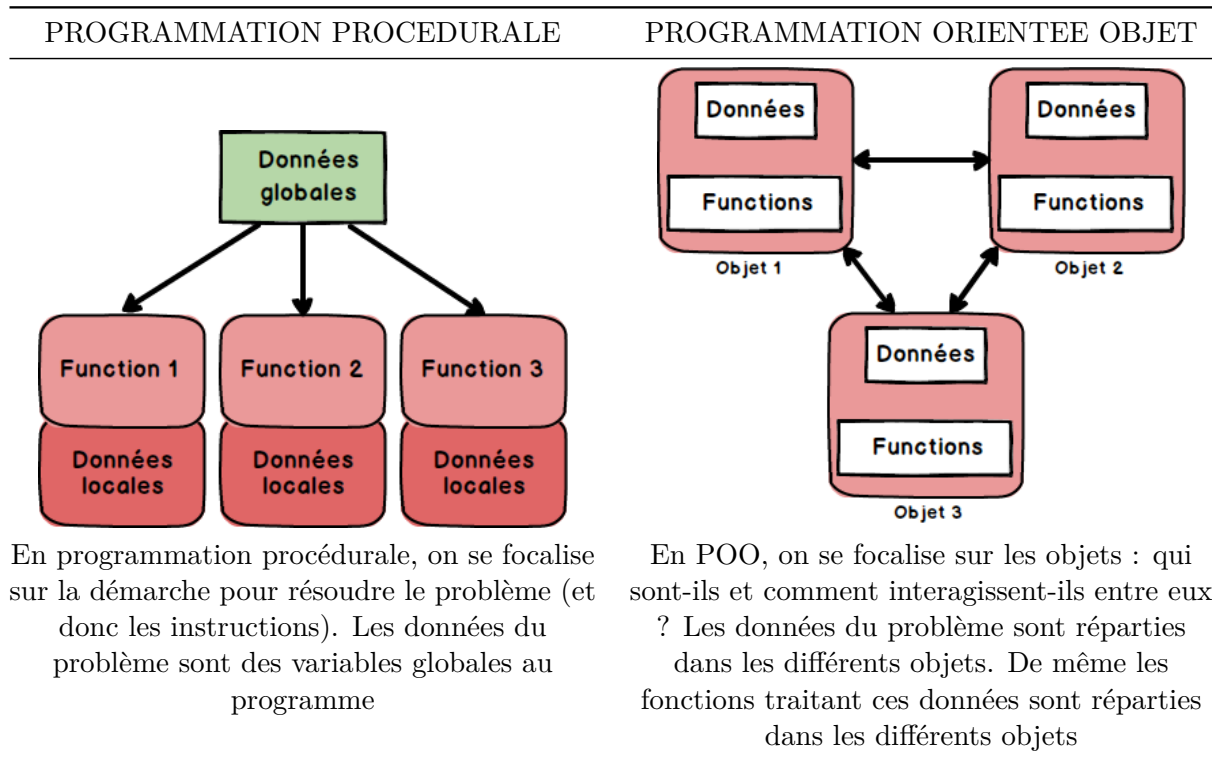 PROGRAMMATION PROCEDURALE
Données
globales
Function 1
Function 2
Function 3
Données
locales
Données
locales
Données
locales
En programmation procédurale, on se focalise
sur la démarche pour résoudre le problème (et
donc les instructions). Les données du
problème sont des variables globales au
programme
PROGRAMMATION ORIENTEE OBJET
Données
Functions
Objet 1
Données
Functions
Objet 2
Données
Functions
Objet 3
En POO, on se focalise sur les objets : qui
sont-ils et comment interagissent-ils entre eux
? Les données du problème sont réparties
dans les différents objets. De même les
fonctions traitant ces données sont réparties
dans les différents objets